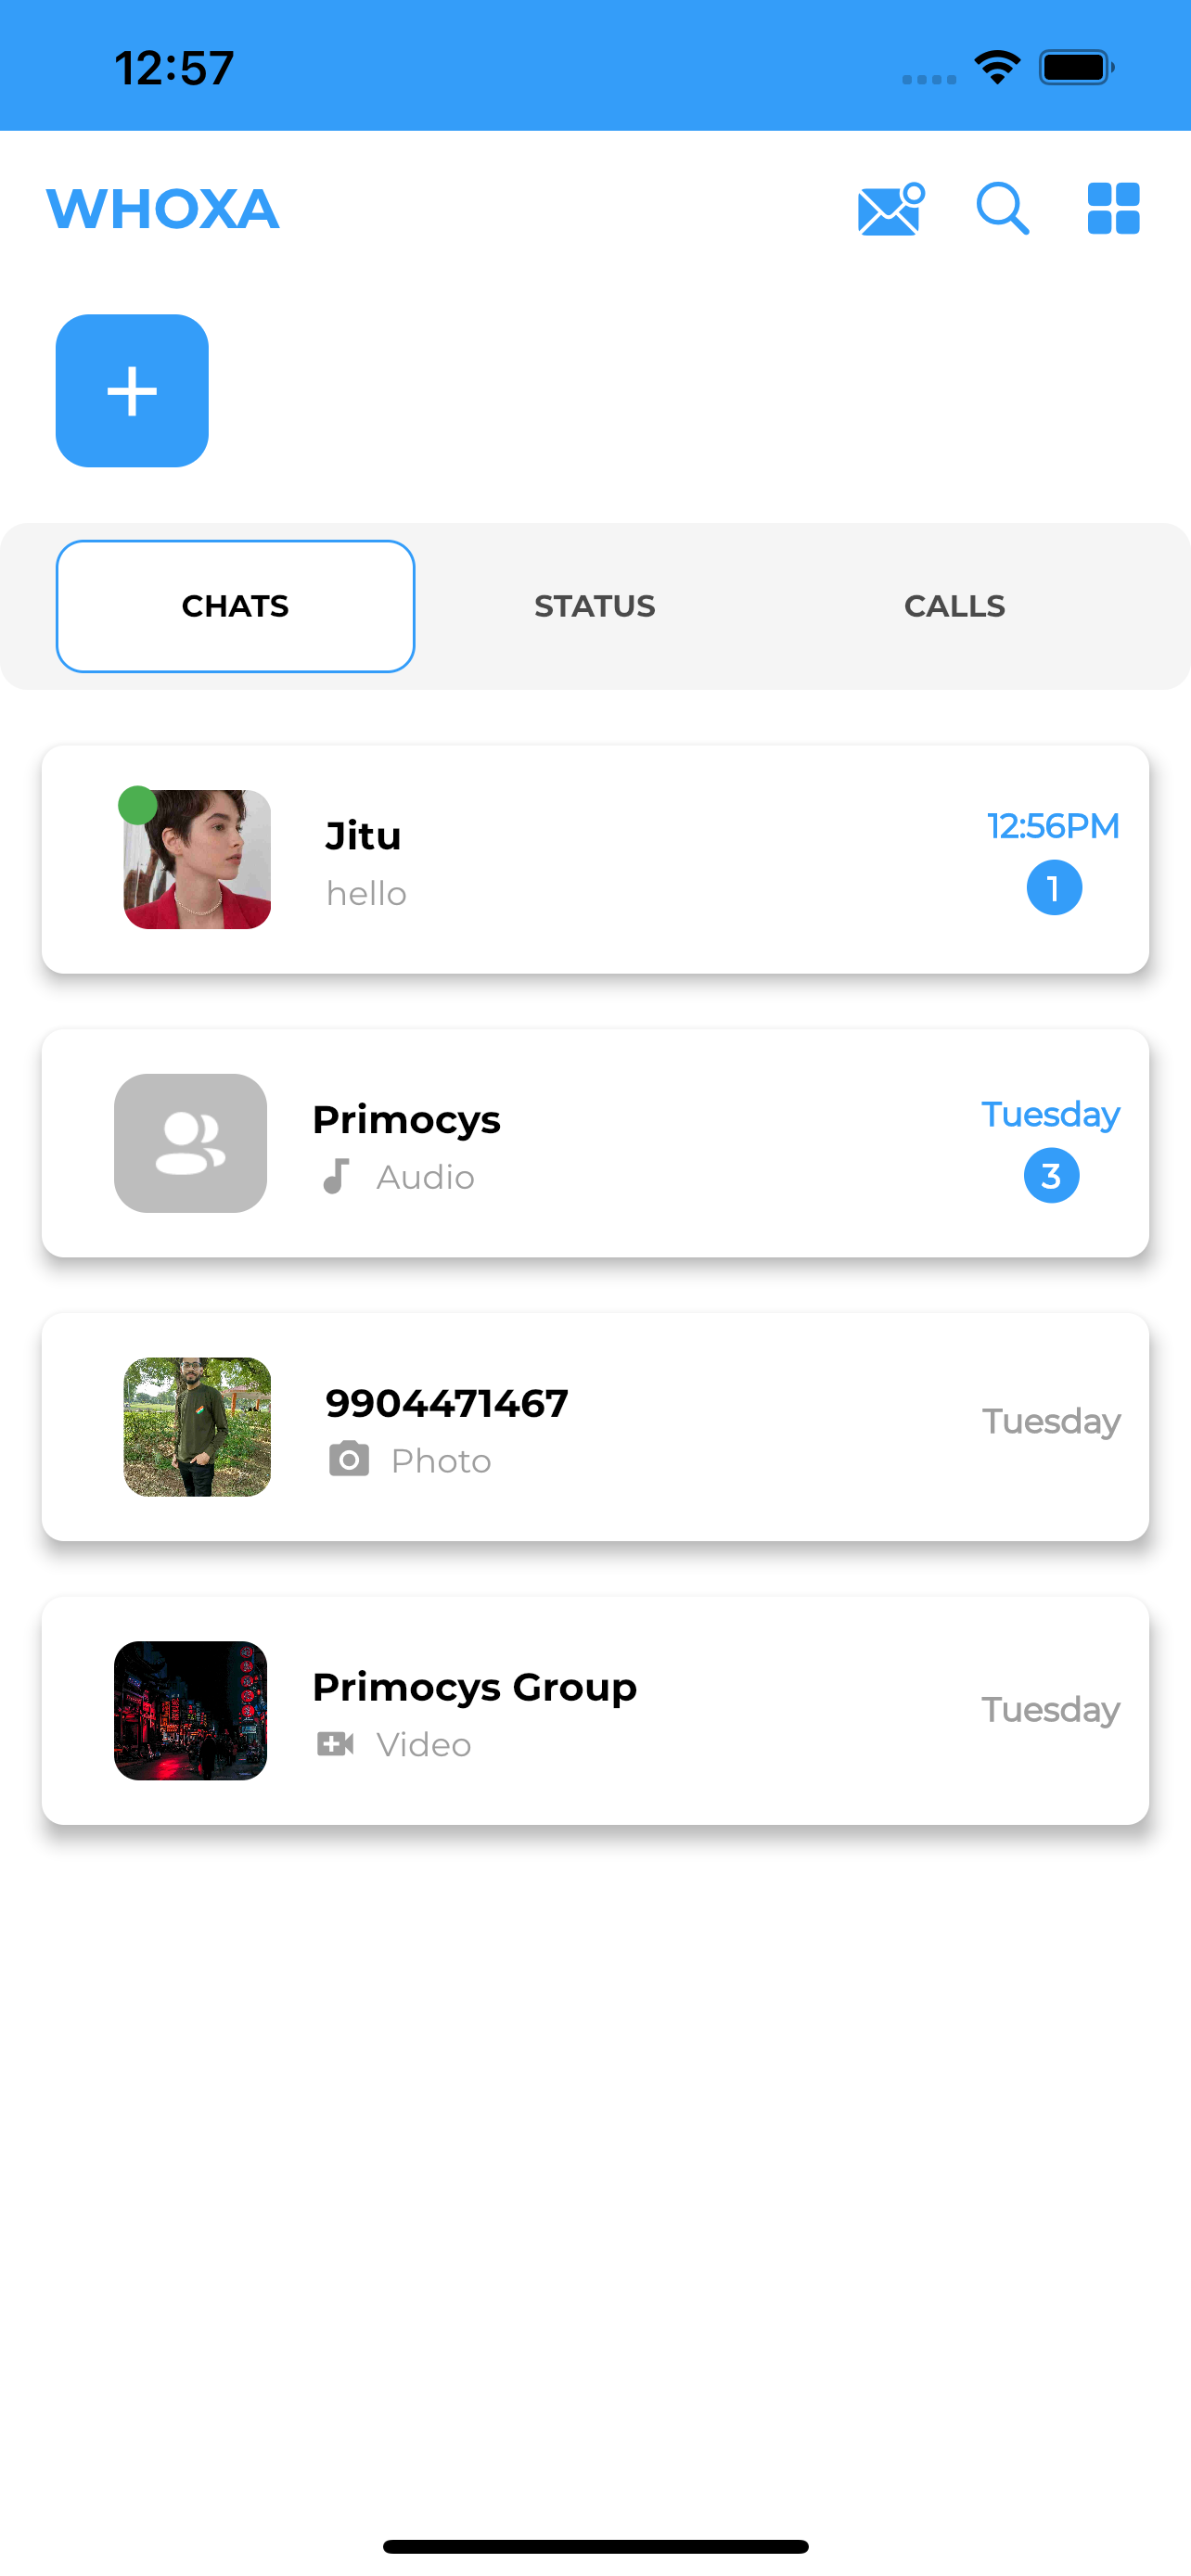 12:57
WHOXA
CHATS STATUS CALLS
Jitu
12:56PM
hello
1
Primocys
Tuesday
Audio
3
9904471467
Tuesday
Photo
Primocys Group
Tuesday
Video